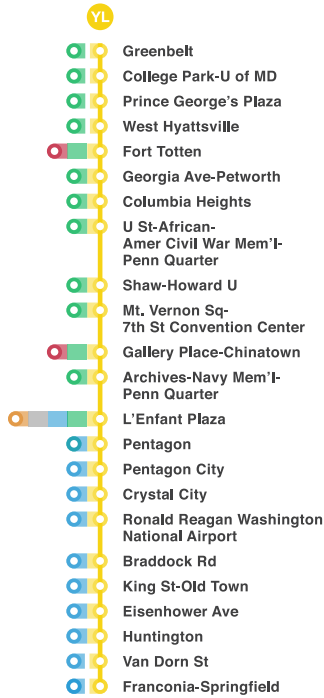 YL
Greenbelt
College Park-U of MD
Prince George's Plaza
West Hyattsville
Fort Totten
Georgia Ave-Petworth
Columbia Heights
U St-African-
Amer Civil War Mem'l-
Penn Quarter
Shaw-Howard U
Mt. Vernon Sq-
7th St Convention Center
Gallery Place-Chinatown
Archives-Navy Mem'l-
Penn Quarter
L'Enfant Plaza
Pentagon
Pentagon City
Crystal City
Ronald Reagan Washington
National Airport
Braddock Rd
King St-Old Town
Eisenhower Ave
Huntington
Van Dorn St
Franconia-Springfield